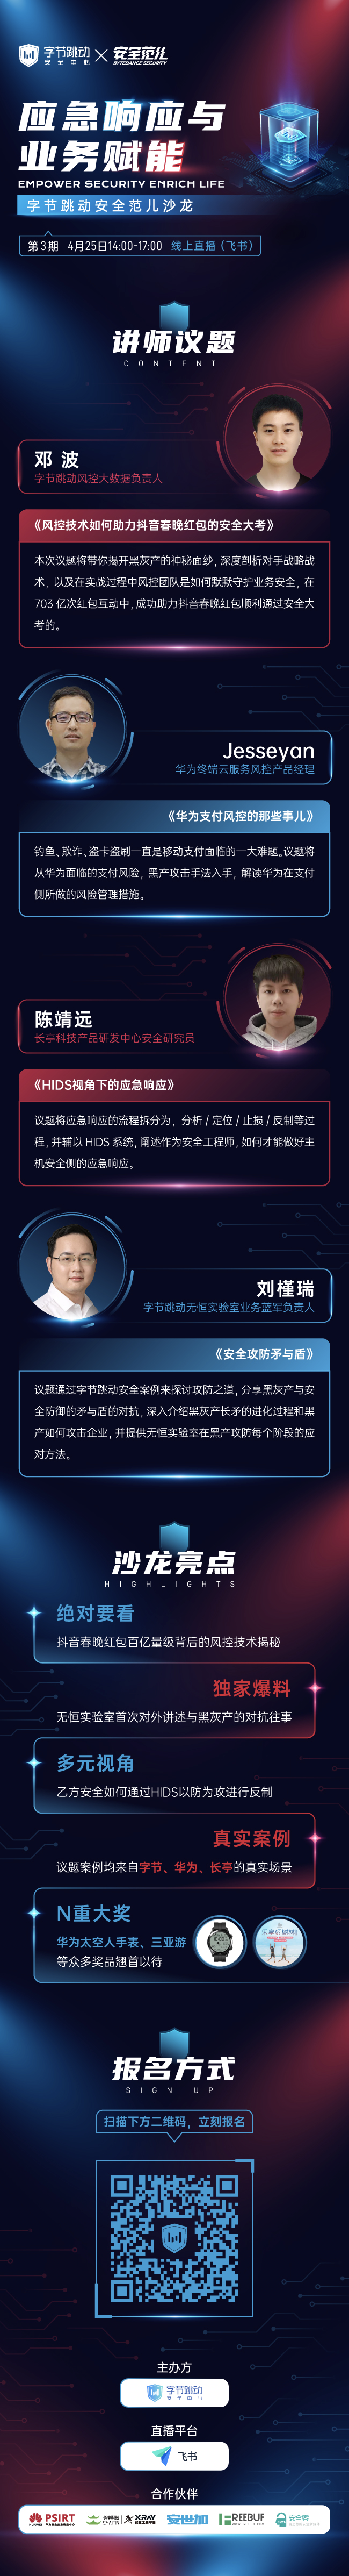 字节跳动
安全中心
安全范儿
BYTEDANCE SECURITY
应急响应与
业务赋能
EMPOWER SECURITY ENRICH LIFE
字节跳动安全范儿沙龙
第3期 4月25日14:00-17:00 线上直播（飞书）
讲师议题
CONTENT
邓 波
字节跳动风控大数据负责人
《风控技术如何助力抖音春晚红包的安全大考》
本次议题将带你揭开黑灰产的神秘面纱，深度剖析对手战略战
术，以及在实战过程中风控团队是如何默默守护业务安全，在
703 亿次红包互动中，成功助力抖音春晚红包顺利通过安全大
考的。
Jesseyan
华为终端云服务风控产品经理
《华为支付风控的那些事儿》
钓鱼、欺诈、盗卡盗刷一直是移动支付面临的一大难题。议题将
从华为面临的支付风险，黑产攻击手法入手，解读华为在支付
侧所做的风险管理措施。
陈靖远
长亭科技产品研发中心安全研究员
《HIDS视角下的应急响应》
议题将应急响应的流程拆分为，分析 / 定位 / 止损 / 反制等过
程，并辅以 HIDS 系统，阐述作为安全工程师，如何才能做好主
机安全侧的应急响应。
刘槿瑞
字节跳动无恒实验室业务蓝军负责人
《安全攻防矛与盾》
议题通过字节跳动安全案例来探讨攻防之道，分享黑灰产与安
全防御的矛与盾的对抗，深入介绍黑灰产长矛的进化过程和黑
产如何攻击企业，并提供无恒实验室在黑产攻防每个阶段的应
对方法。
沙龙亮点
HIGHLIGHTS
绝对要看
抖音春晚红包百亿量级背后的风控技术揭秘
独家爆料
无恒实验室首次对外讲述与黑灰产的对抗往事
多元视角
乙方安全如何通过HIDS以防为攻进行反制
真实案例
议题案例均来自字节、华为、长亭的真实场景
N重大奖
华为太空人手表、三亚游
等众多奖品翘首以待
报名方式
SIGN UP
扫描下方二维码，立刻报名
主办方
字节跳动
安全中心
直播平台
飞书
合作伙伴
PSIRT
HUAWEI
长亭科技
CHAITIN
XRAY
安全工具平台
安世加
FREEBUF
安全客